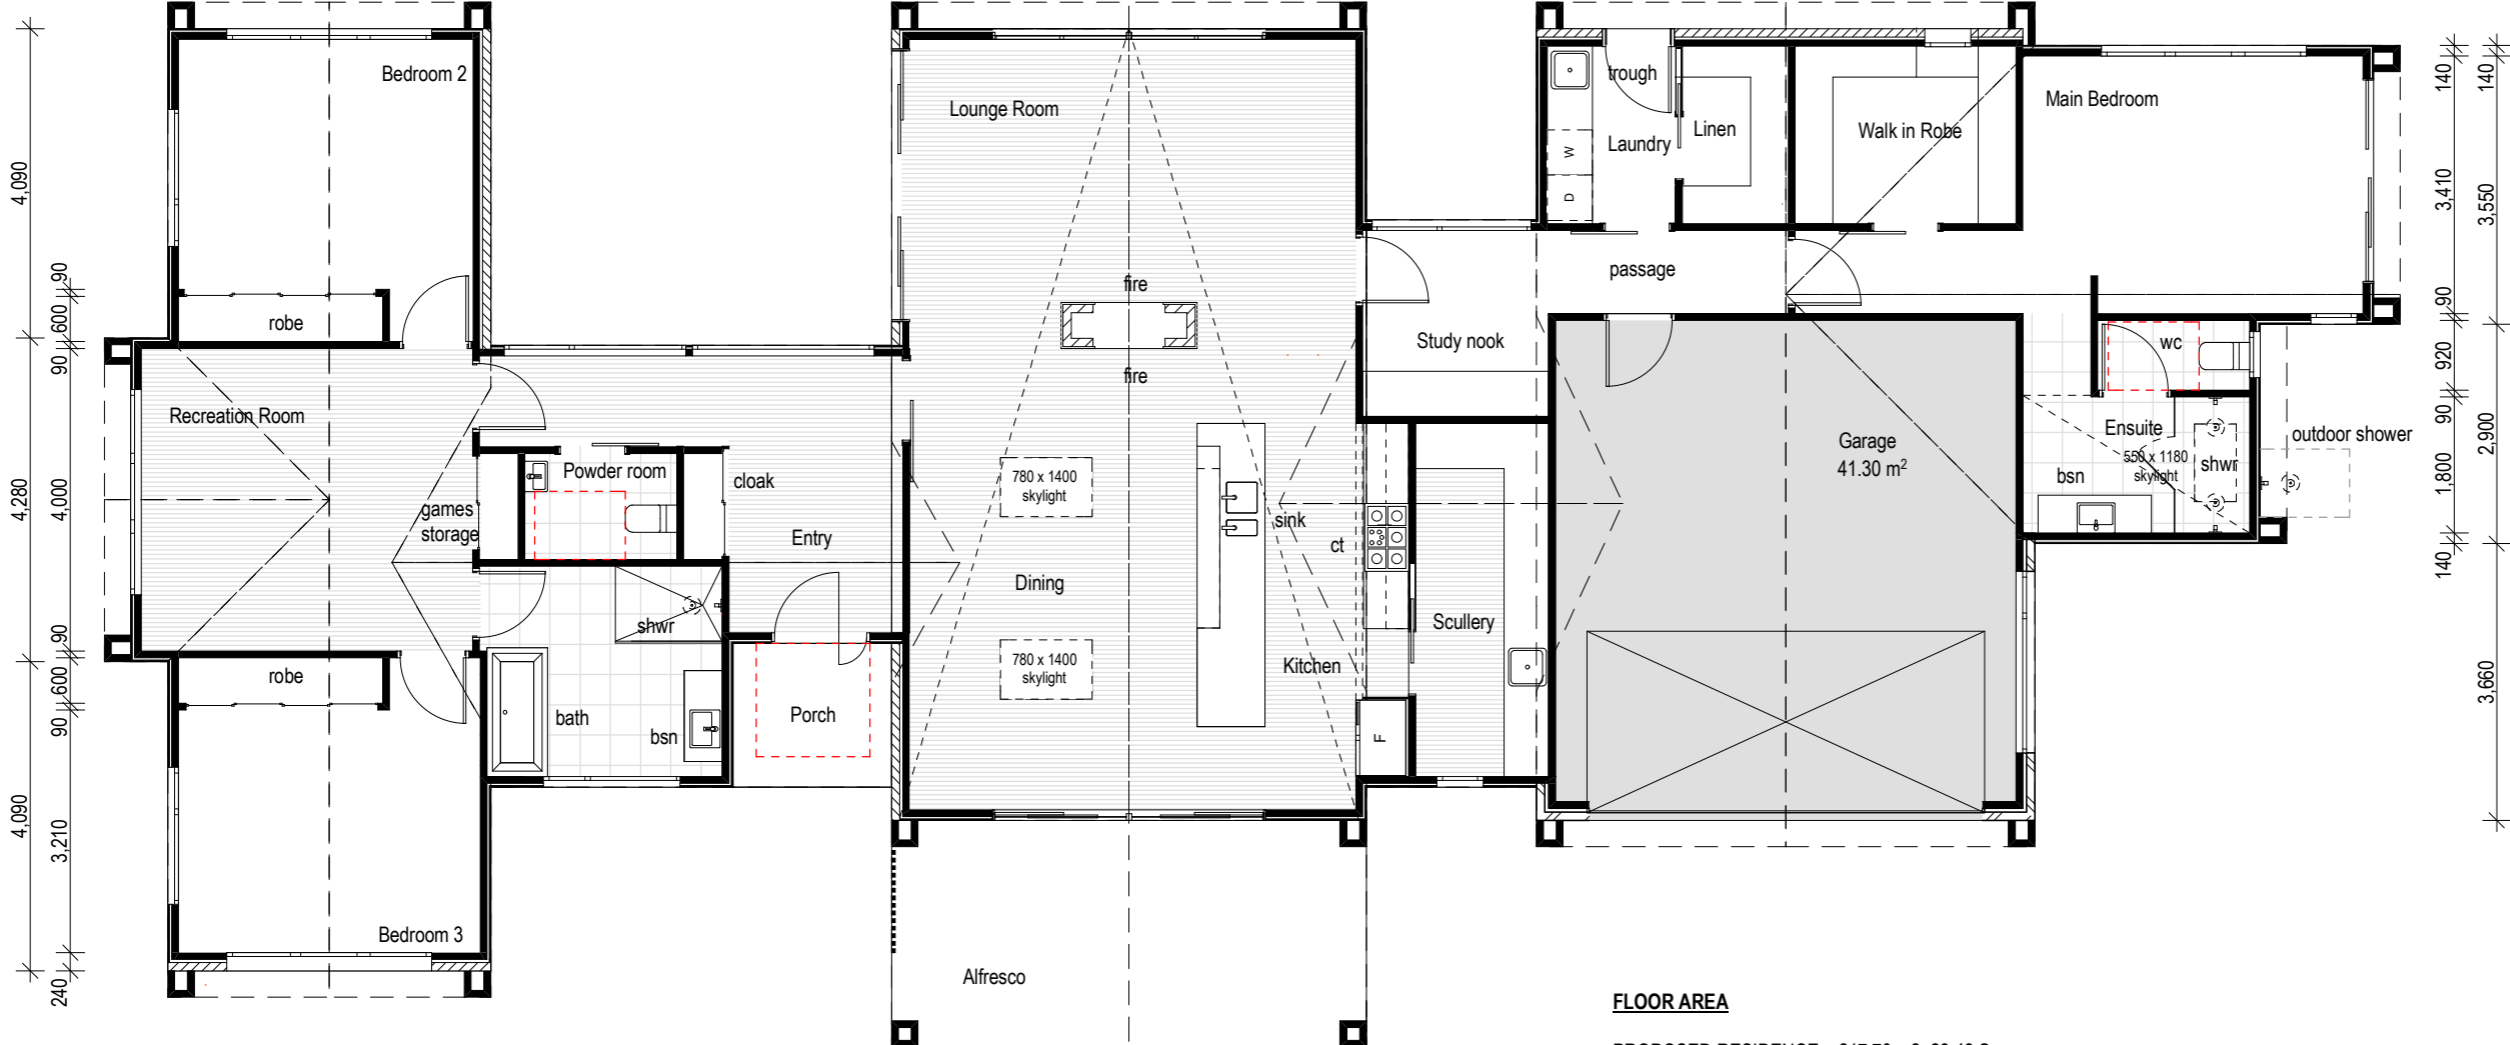 Bedroom 2
Lounge Room
trough
Laundry
Linen
W
D
Walk in Robe
Main Bedroom
140
140
4,090
3,410
3,550
90
600
90
robe
fire
fire
passage
Study nook
90
920
90
wc
Recreation Room
Powder room
cloak
games
storage
Entry
780 x 1400
skylight
sink
ct
Garage
41.30 m²
Ensuite
550 x 1180
skylight
shwr
bsn
outdoor shower
4,280
4,000
1,800
2,900
140
Dining
Scullery
shwr
90
600
90
robe
780 x 1400
skylight
Kitchen
F
bath
bsn
Porch
3,660
4,090
3,210
240
Bedroom 3
Alfresco
FLOOR AREA